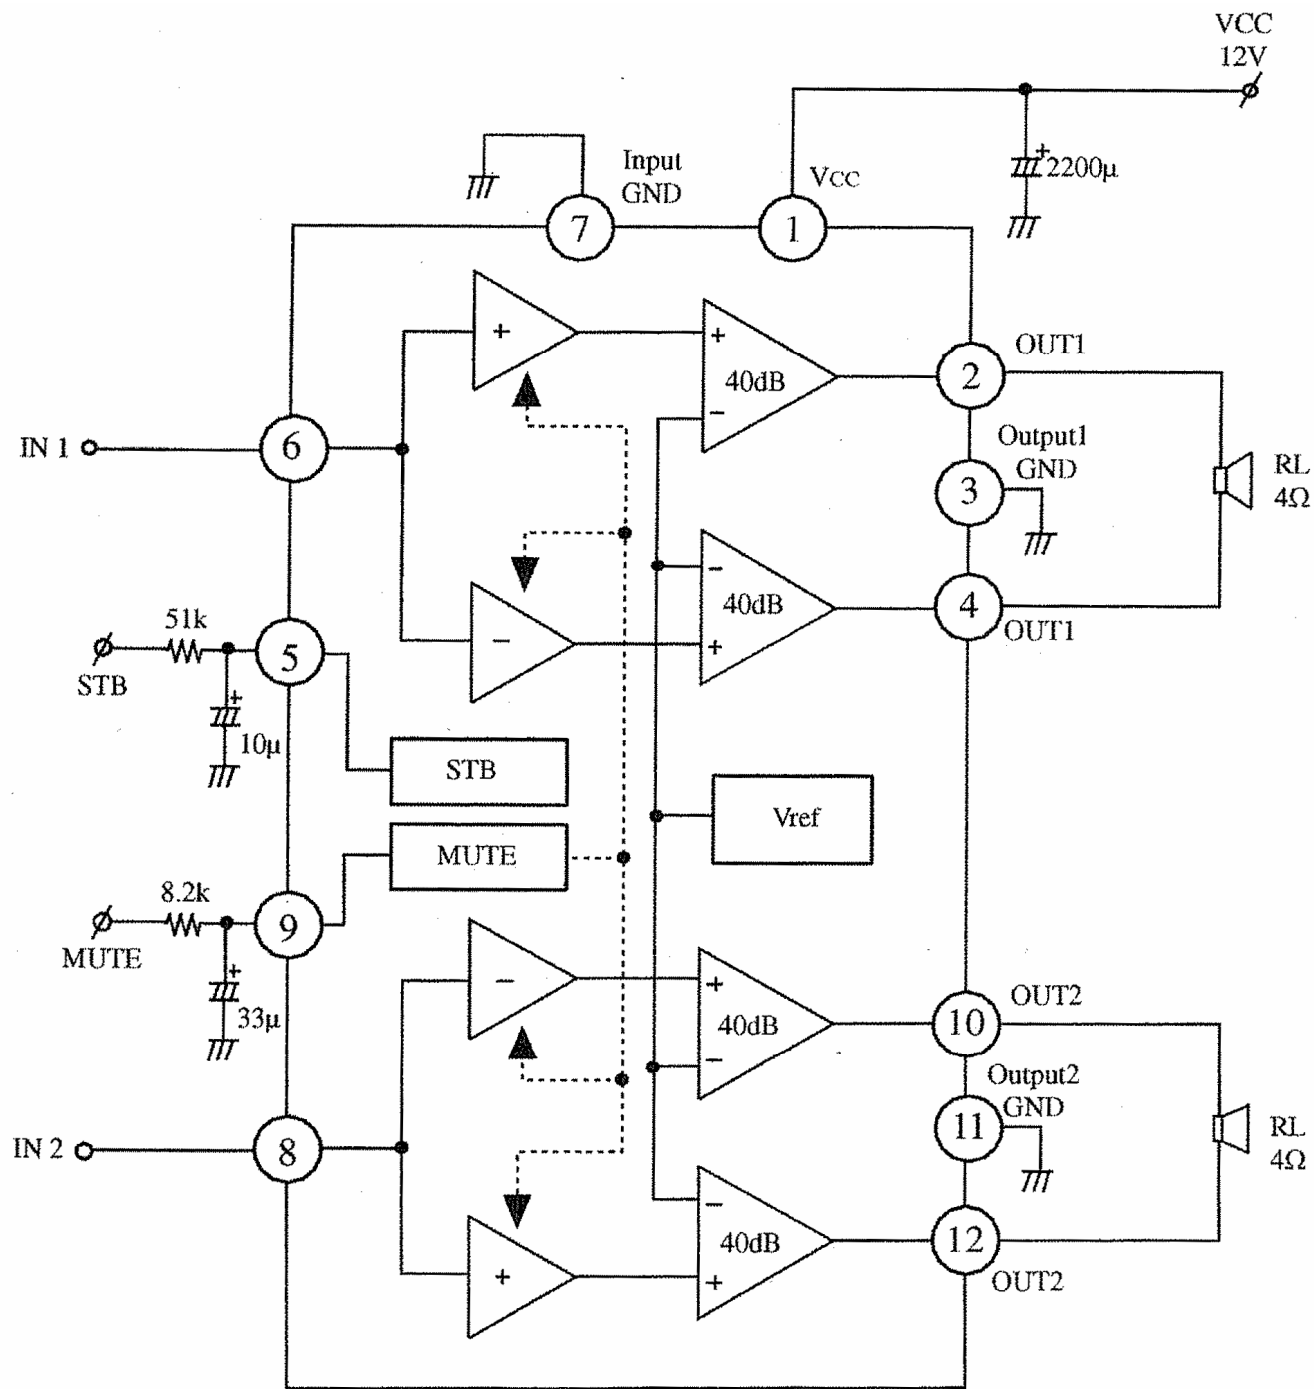 VCC
12V
+
2200μ
Input
GND
VCC
7
1
+
+
40dB
−
2
OUT1
IN 1
6
Output1
GND
3
RL
4Ω
−
40dB
+
−
4
OUT1
51k
5
STB
+
10μ
STB
Vref
MUTE
8.2k
9
MUTE
+
33μ
−
+
40dB
−
10
OUT2
Output2
GND
11
RL
4Ω
IN 2
8
−
40dB
+
+
12
OUT2